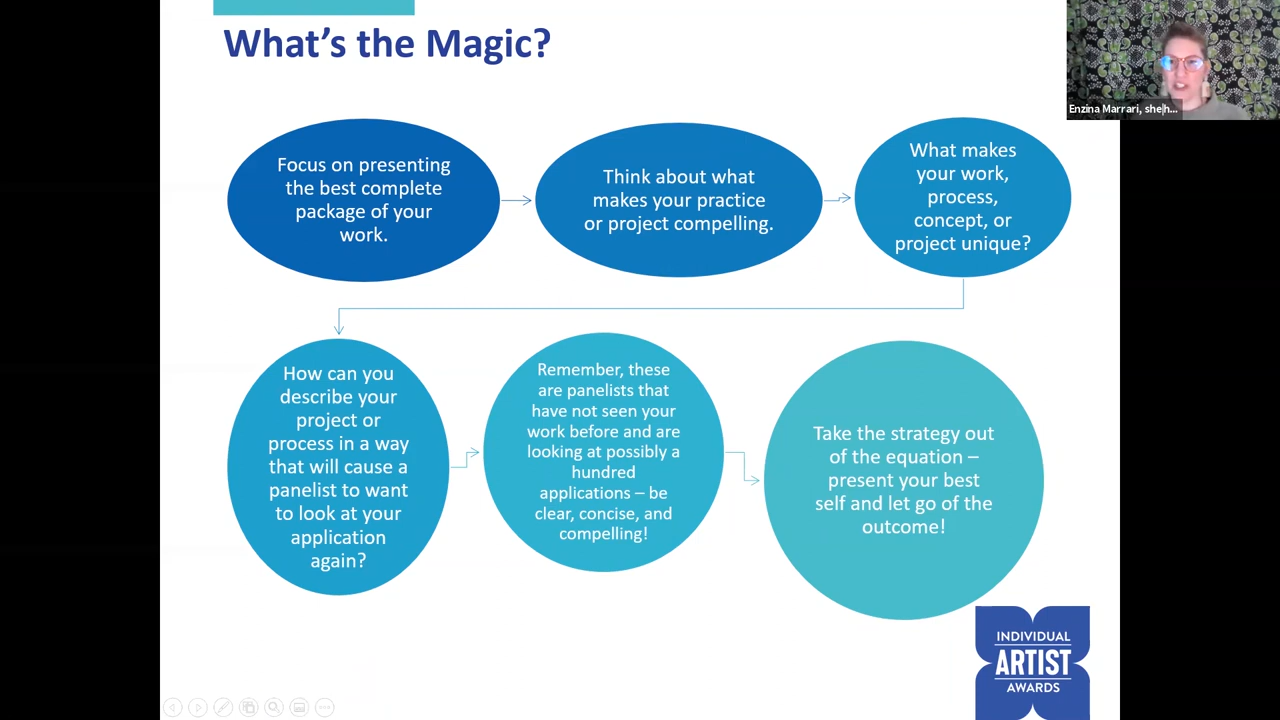 What's the Magic?
Enzina Marrari, she|h...
Focus on presenting
the best complete
package of your
work.
Think about what
makes your practice
or project compelling.
What makes
your work,
process,
concept, or
project unique?
How can you
describe your
project or
process in a way
that will cause a
panelist to want
to look at your
application
again?
Remember, these
are panelists that
have not seen your
work before and are
looking at possibly a
hundred
applications – be
clear, concise, and
compelling!
Take the strategy out
of the equation –
present your best
self and let go of the
outcome!
INDIVIDUAL
ARTIST
AWARDS